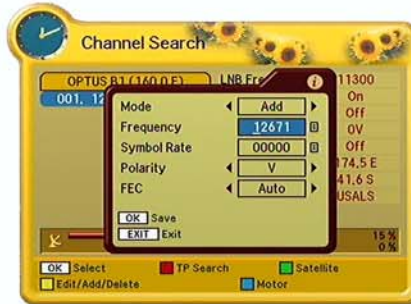 Channel Search
OPTUS B1 (160.0 E)
LNB Fre
11300
001, 12
On
Off
0V
Off
174,5 E
41,6 S
USALS
Mode Add
Frequency 12671
Symbol Rate 00000
Polarity V
FEC Auto
OK Save
EXIT Exit
15%
0%
OK Select TP Search Satellite
Edit/Add/Delete Motor